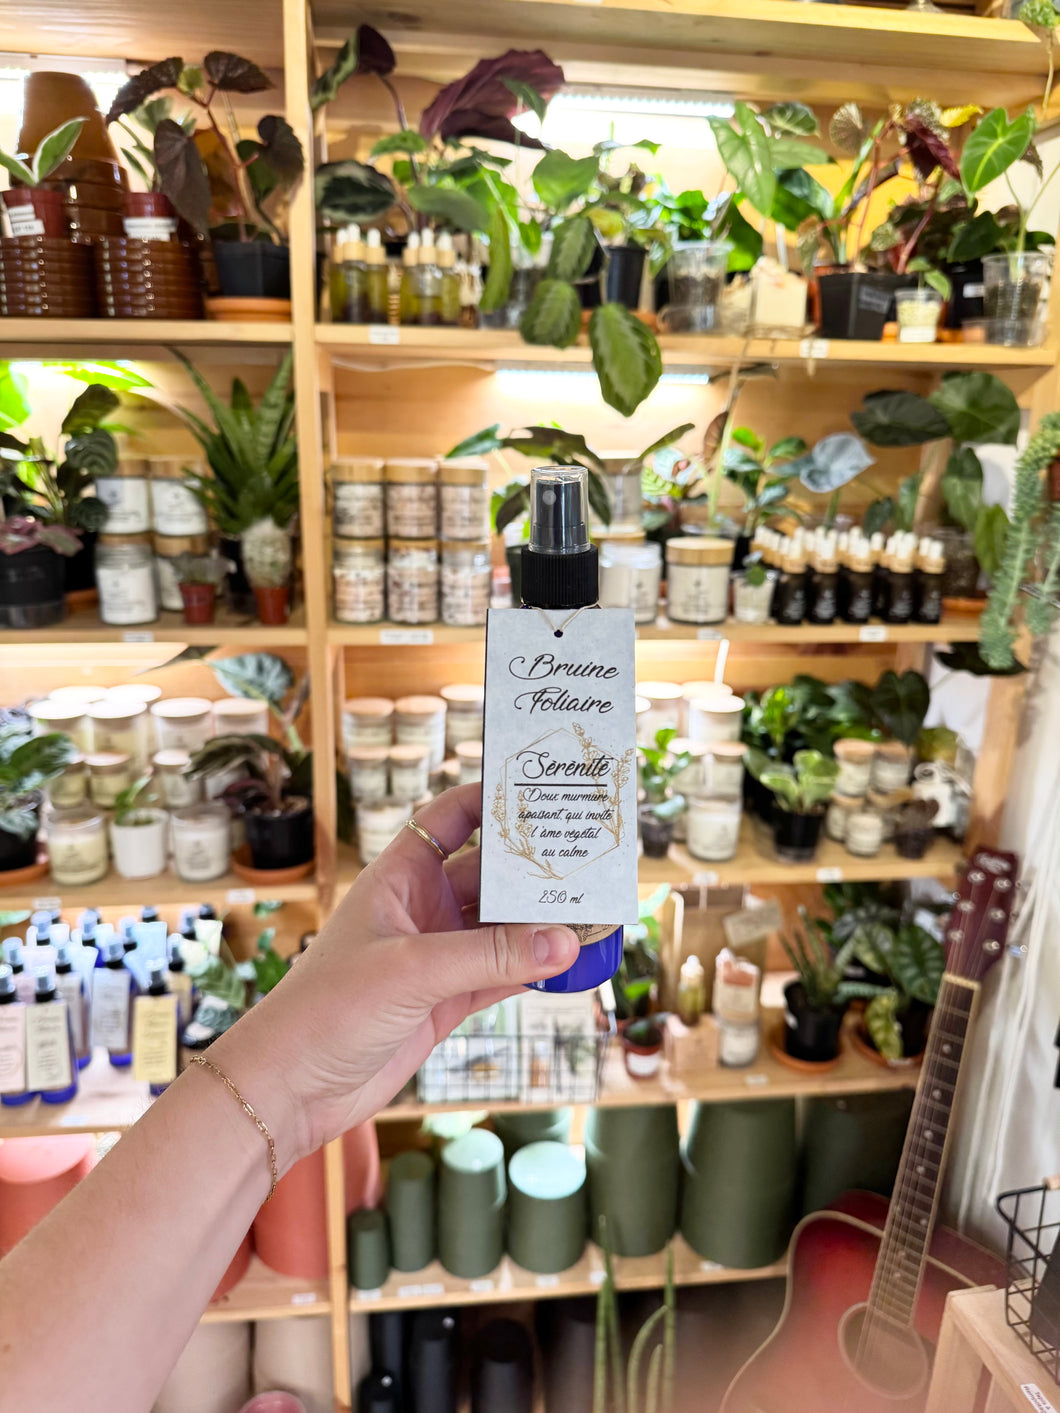 Bruine
Foliaire
Sérénité
Doux murmure
apaisant, qui invite
l'âme végétal
au calme
250 ml